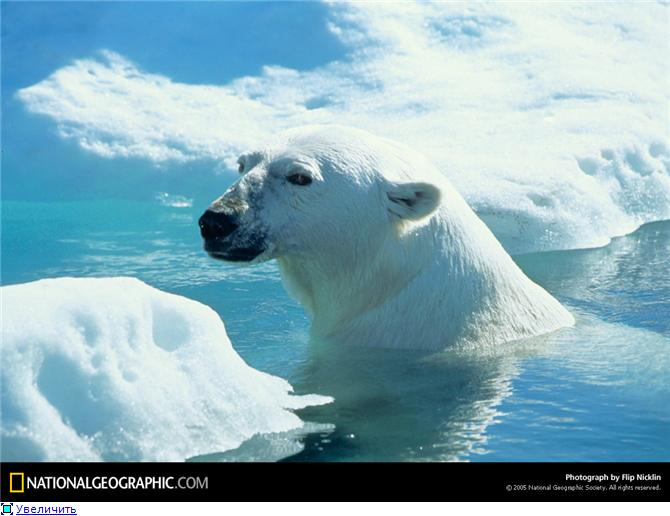 NATIONALGEOGRAPHIC.COM
Photograph by Flip Nicklin
© 2005 National Geographic Society. All rights reserved.
Увеличить